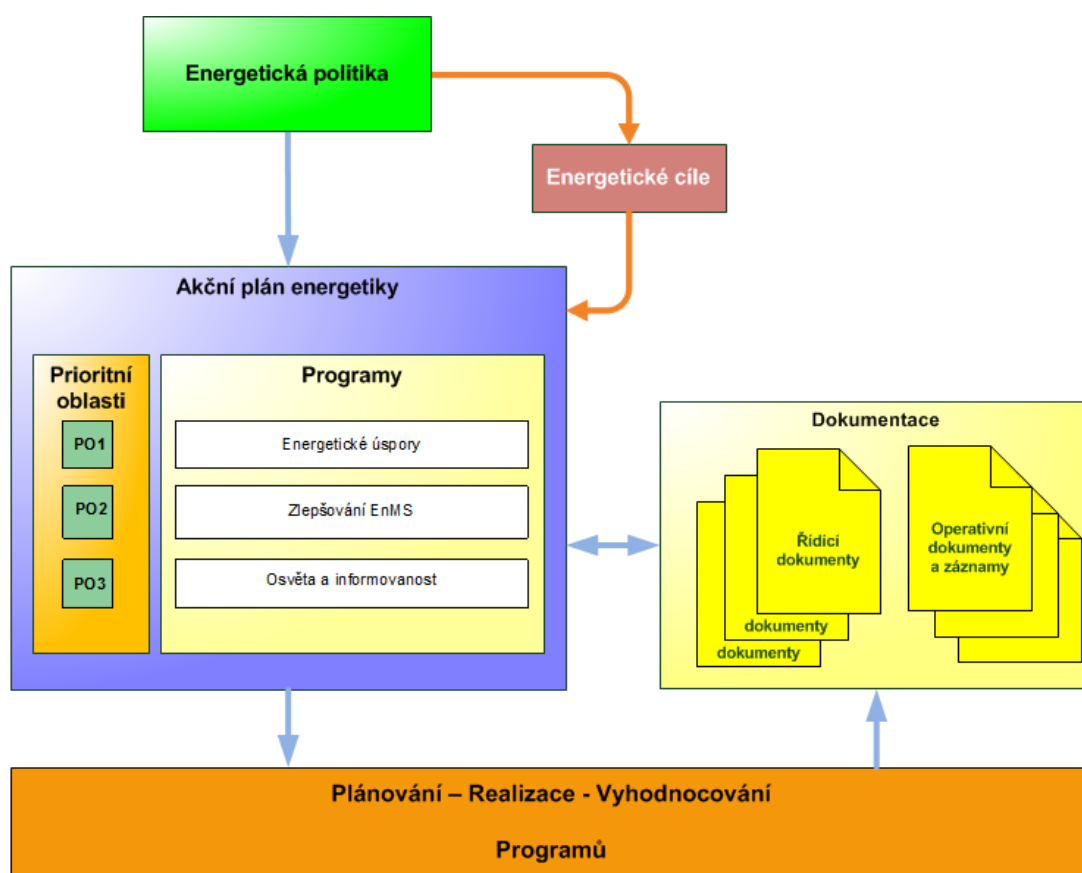 Energetická politika
Energetické cíle
Akční plán energetiky
Prioritní
oblasti
PO1
PO2
PO3
Programy
Energetické úspory
Zlepšování EnMS
Osvěta a informovanost
Dokumentace
Řídící
dokumenty
dokumenty
dokumenty
Operativní
dokumenty
a záznamy
Plánování – Realizace - Vyhodnocování
Programů